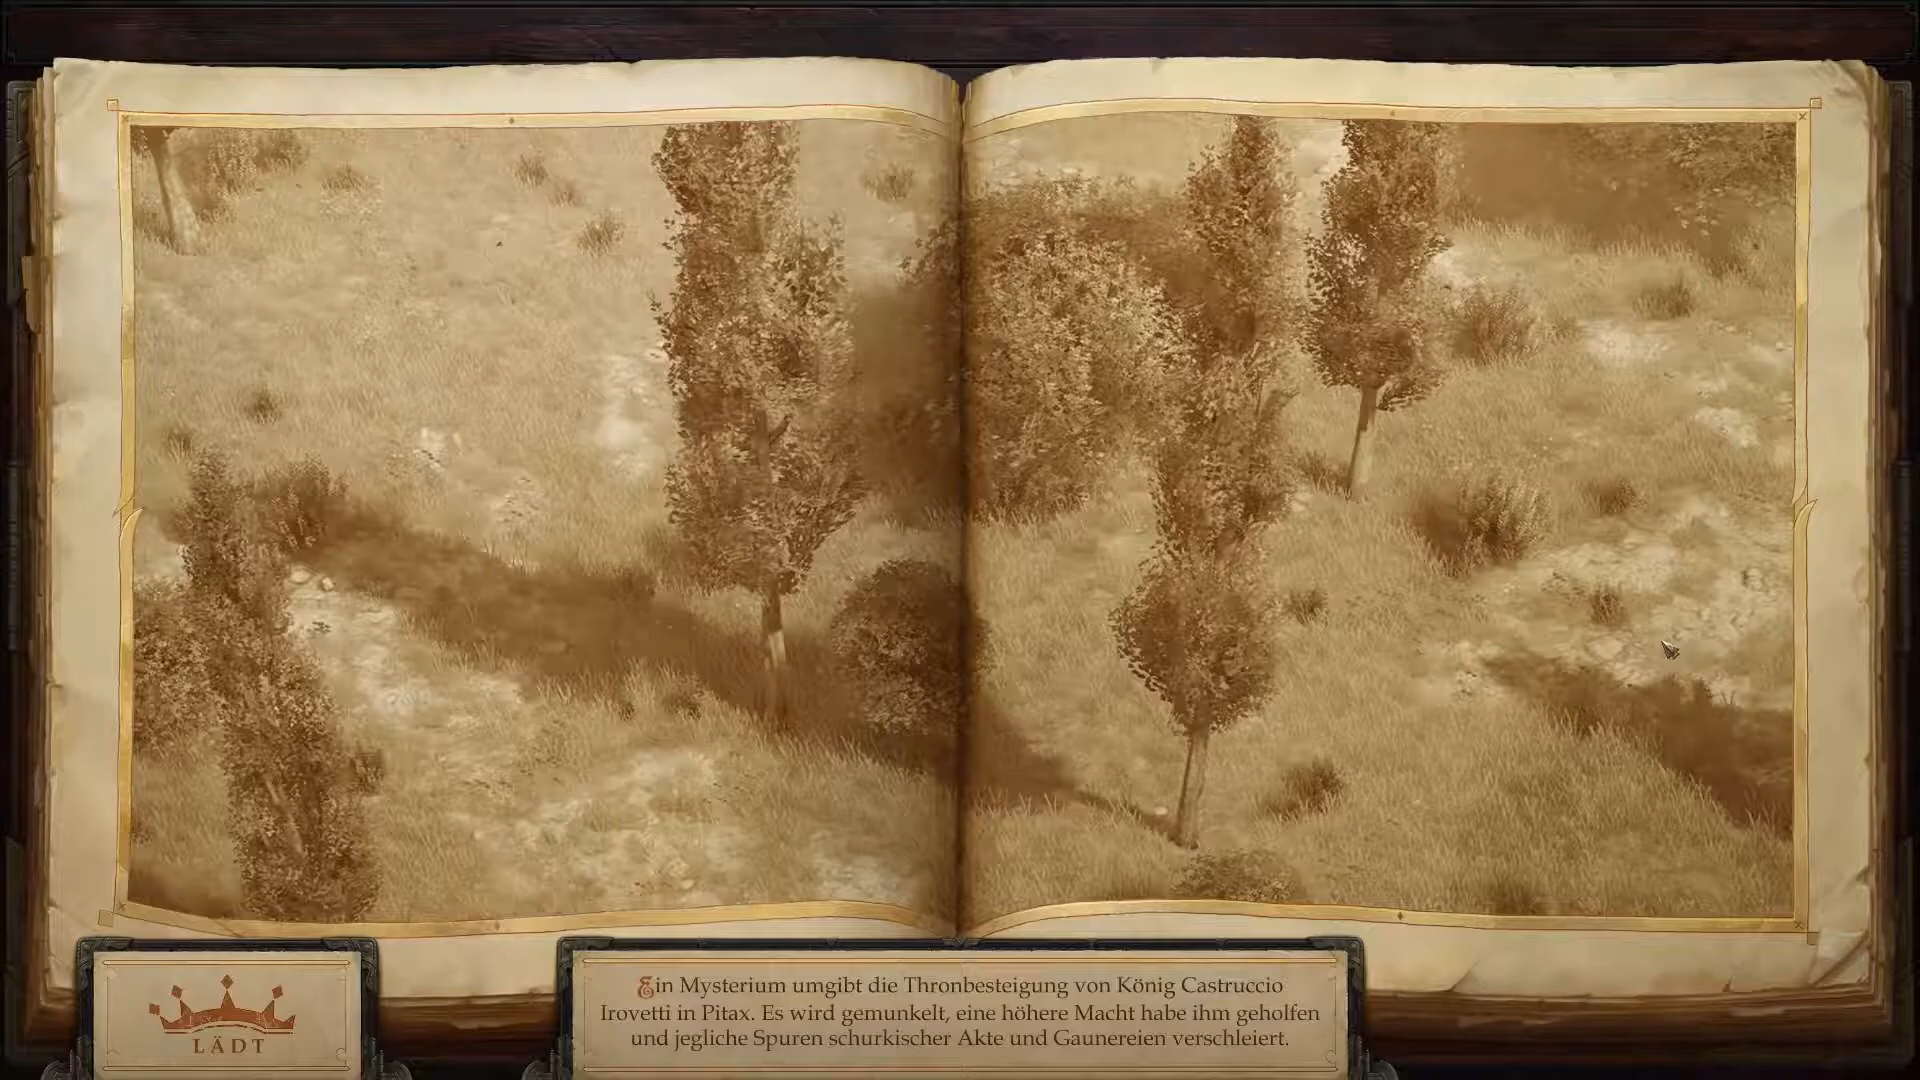 LÄDT
Ein Mysterium umgibt die Thronbesteigung von König Castruccio
Irovetti in Pitax. Es wird gemunkelt, eine höhere Macht habe ihm geholfen
und jegliche Spuren schurkischer Akte und Gaunereien verschleiert.